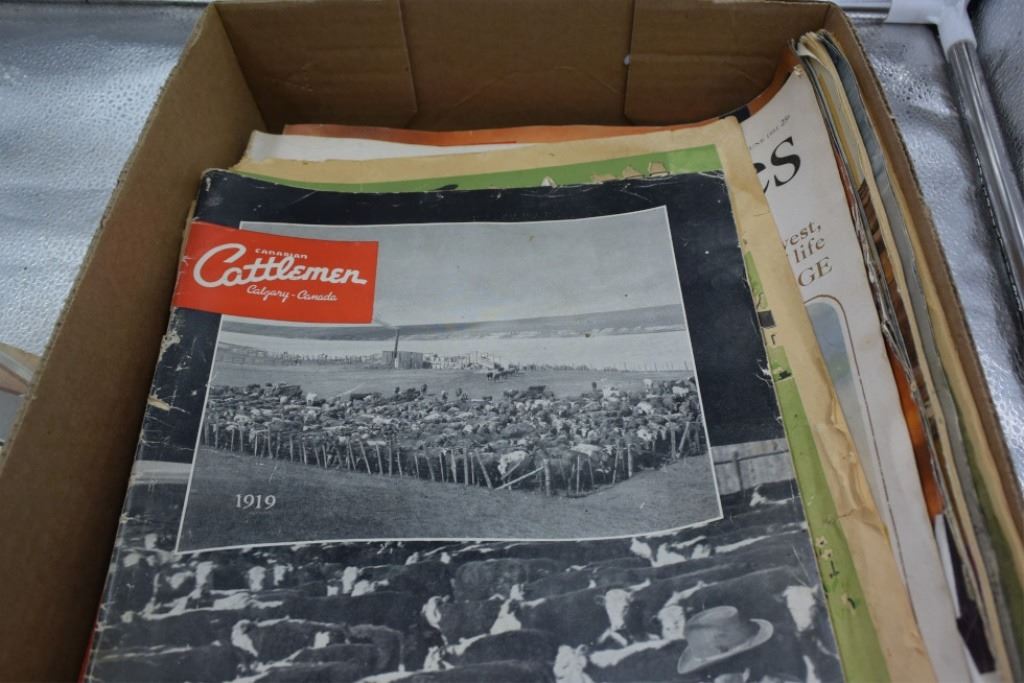 CANADIAN
Cattlemen
Calgary - Canada
1919
es
vest,
life
GE